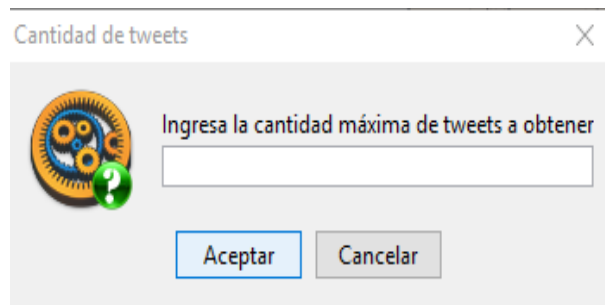 Cantidad de tweets
Ingresa la cantidad máxima de tweets a obtener
?
Aceptar
Cancelar